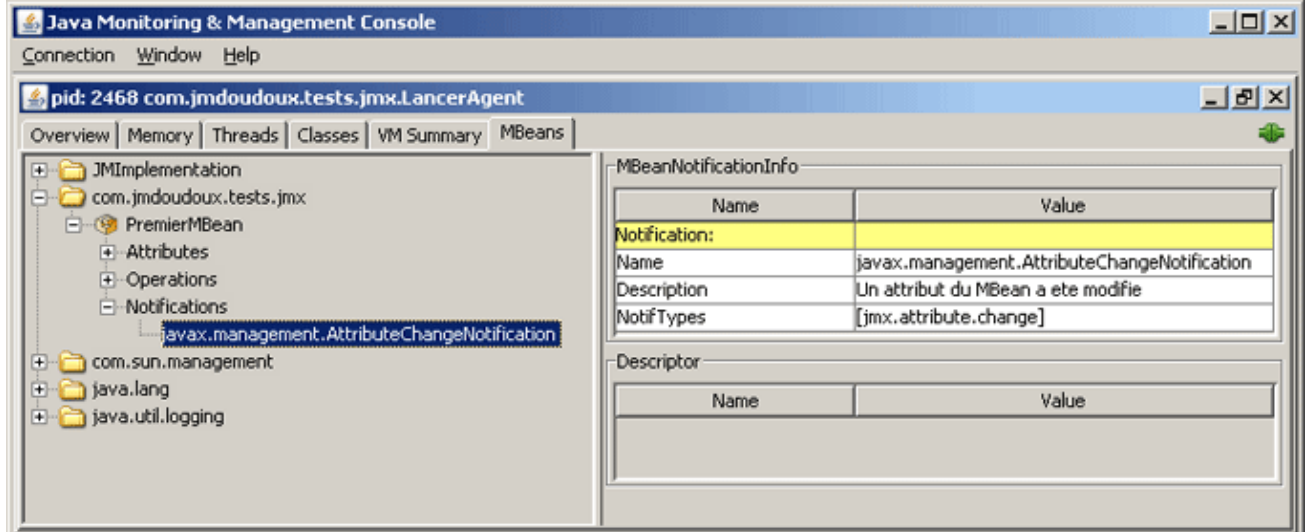 Java Monitoring & Management Console
Connection Window Help
pid: 2468 com.jmdoudoux.tests.jmx.LancerAgent
Overview Memory Threads Classes VM Summary MBeans
JMImplementation
com.jmdoudoux.tests.jmx
PremierMBean
Attributes
Operations
Notifications
javax.management.AttributeChangeNotification
com.sun.management
java.lang
java.util.logging
MBeanNotificationInfo
Name Value
Notification:
Name javax.management.AttributeChangeNotification
Description Un attribut du MBean a ete modifie
NotifTypes [jmx.attribute.change]
Descriptor
Name Value